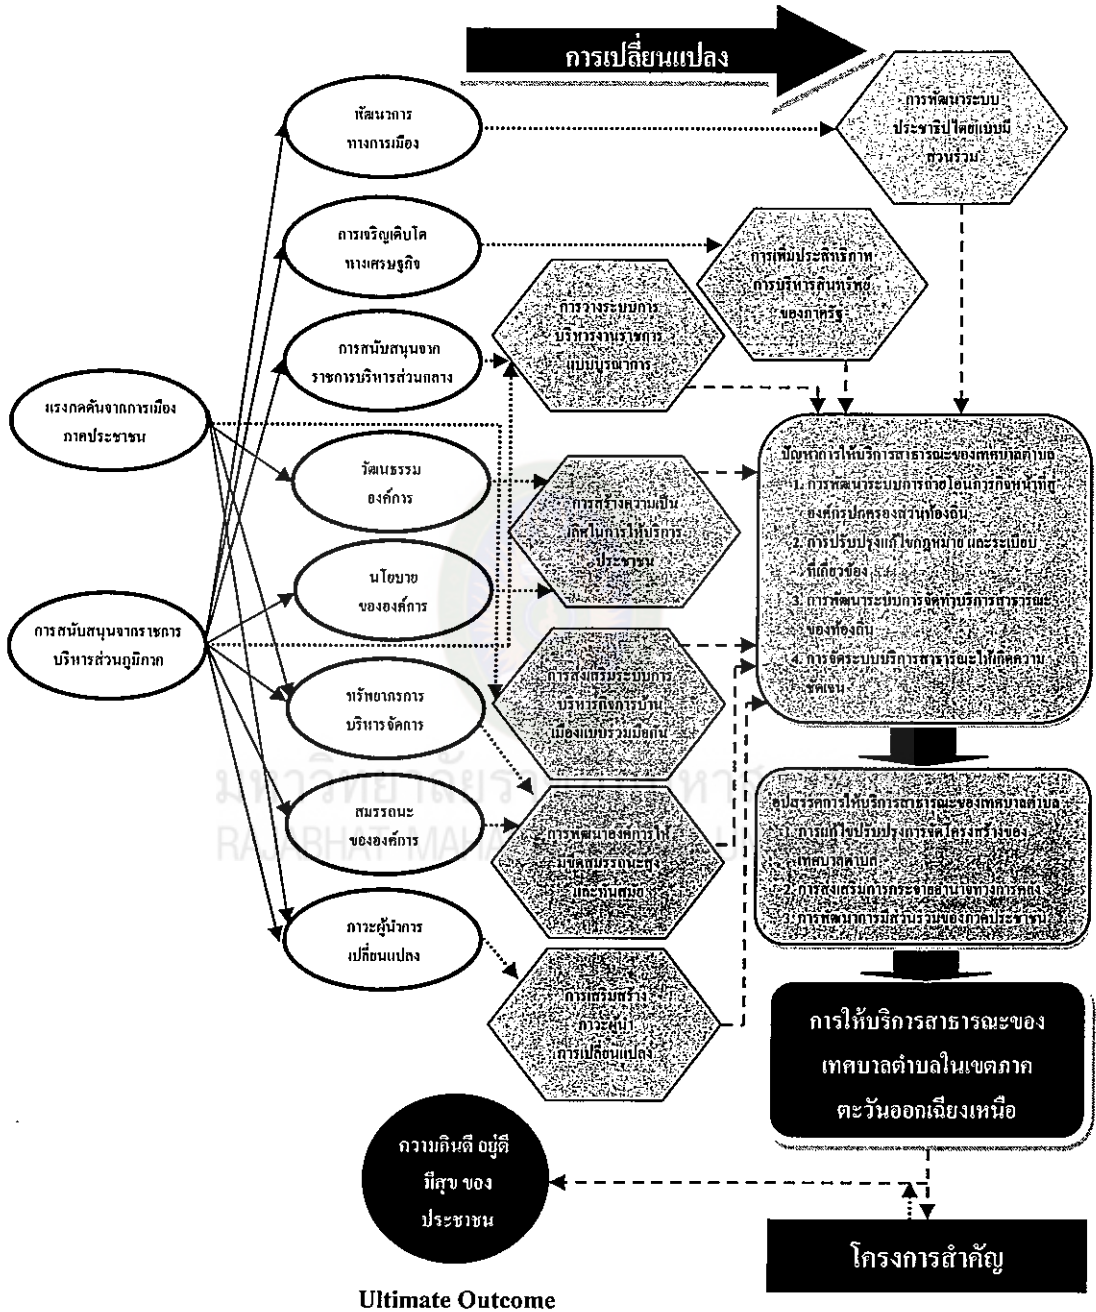 การเปลี่ยนแปลง
พัฒนาการ
ทางการเมือง
การพัฒนาระบบ
ประชาธิปไตยแบบมี
ส่วนร่วม
การเจริญเติบโต
ทางเศรษฐกิจ
การเพิ่มประสิทธิภาพ
การบริหารสินทรัพย์
ของภาครัฐ
การสนับสนุนจาก
ราชการบริหารส่วนกลาง
การวางระบบการ
บริหารงานราชการ
แบบบูรณาการ
แรงกดดันจากการเมือง
ภาคประชาชน
วัฒนธรรม
องค์การ
การสร้างความเป็น
เลิศในการให้บริการ
ประชาชน
นโยบาย
ขององค์การ
การสนับสนุนจากราชการ
บริหารส่วนภูมิภาค
ทรัพยากรการ
บริหารจัดการ
การส่งเสริมระบบการ
บริหารกิจการบ้าน
เมืองแบบร่วมมือกัน
สมรรถนะ
ขององค์การ
การพัฒนาองค์การให้
มีขีดสมรรถนะสูง
และทันสมัย
ภาวะผู้นำการ
เปลี่ยนแปลง
การเสริมสร้าง
ภาวะผู้นำ
การเปลี่ยนแปลง
ปัญหาการให้บริการสาธารณะของเทศบาลตำบล
1. การพัฒนาระบบการถ่ายโอนภารกิจหน้าที่สู่
องค์กรปกครองส่วนท้องถิ่น
2. การปรับปรุงแก้ไขกฎหมาย และระเบียบ
ที่เกี่ยวข้อง
3. การพัฒนาระบบการจัดทำบริการสาธารณะ
ของท้องถิ่น
4. การจัดระบบบริการสาธารณะให้เกิดความ
ชัดเจน
อุปสรรคการให้บริการสาธารณะของเทศบาลตำบล
1. การแก้ไขปรับปรุงการจัดโครงสร้างของ
เทศบาลตำบล
2. การส่งเสริมการกระจายอำนาจทางการคลัง
3. การพัฒนาการมีส่วนร่วมของภาคประชาชน
การให้บริการสาธารณะของ
เทศบาลตำบลในเขตภาค
ตะวันออกเฉียงเหนือ
ความกินดี อยู่ดี
มีสุข ของ
ประชาชน
โครงการสำคัญ
Ultimate Outcome
RAJABHAT MAHA